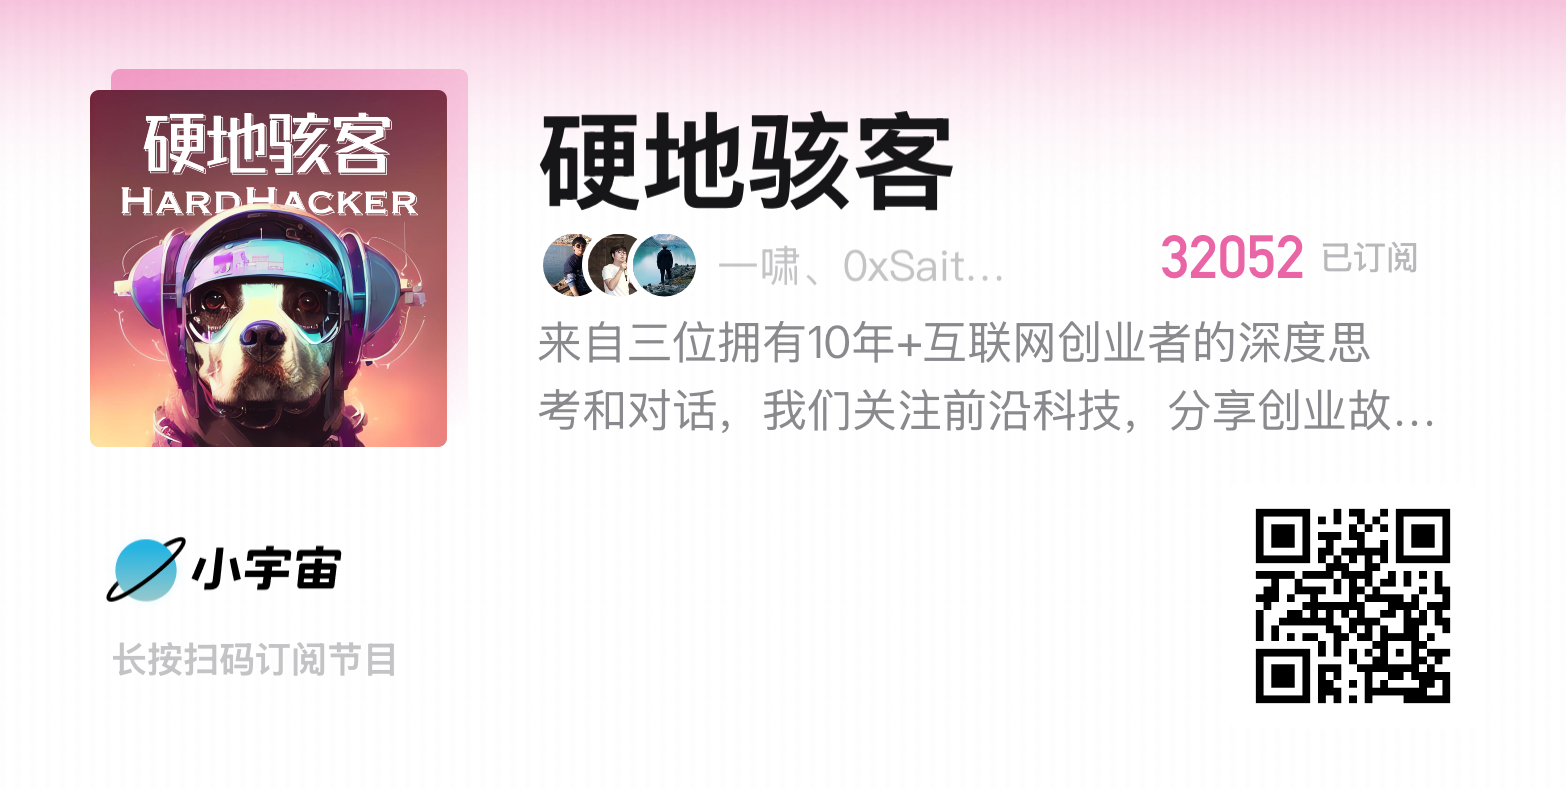 硬地骇客
HARDHACKER
硬地骇客
一啸、0xSait...
32052 已订阅
来自三位拥有10年+互联网创业者的深度思
考和对话，我们关注前沿科技，分享创业故...
小宇宙
长按扫码订阅节目